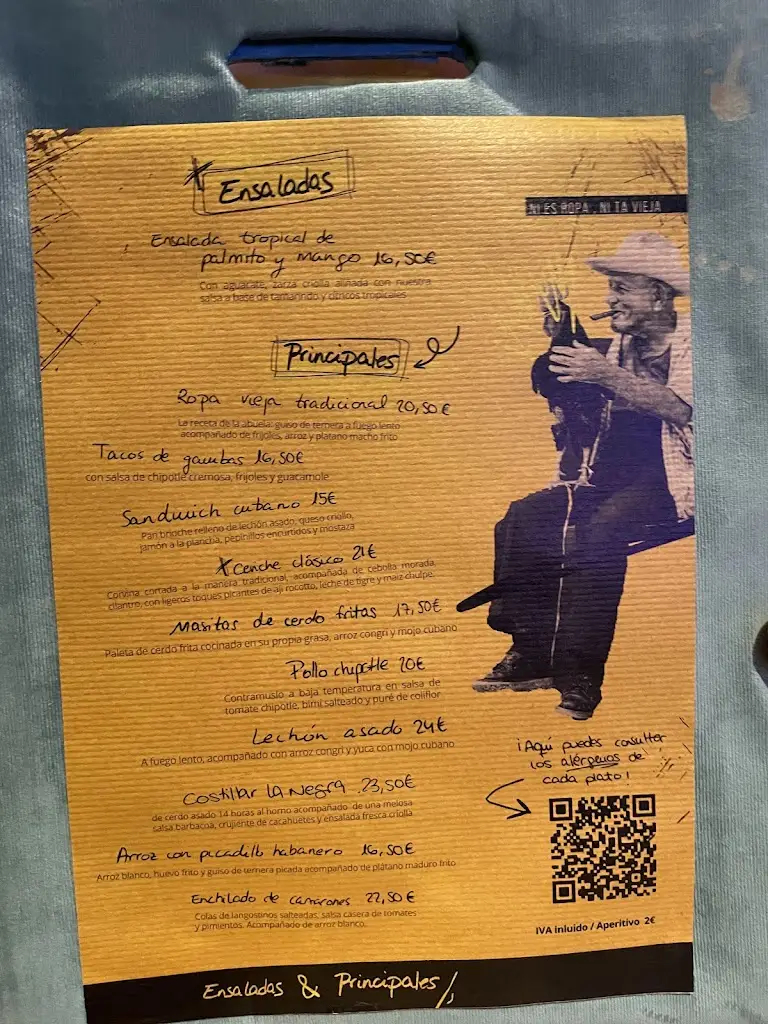 Ensaladas
NI ES ROPA, NI TA VIEJA
Ensalada tropical de
palmito y mango 16,50€
Con aguacate, zarza criolla aliñada con nuestra
salsa a base de tamarindo y cítricos tropicales
Principales
Ropa vieja tradicional 20,50€
La receta de la abuela: guiso de ternera a fuego lento
acompañado de frijoles, arroz y platano macho frito
Tacos de gambas 16,50€
con salsa de chipotle cremosa, frijoles y guacamole
Sandwich cubano 15€
Pan brioche relleno de lechón asado, queso criollo,
jamón a la plancha, pepinillos encurtidos y mostaza
Ceviche clásico 21€
Corvina cortada a la manera tradicional, acompañada de cebolla morada,
cilantro, con ligeros toques picantes de ají rocotto, leche de tigre y maiz chulpe.
Masitas de cerdo fritas 17,50€
Paleta de cerdo frita cocinada en su propia grasa, arroz congri y mojo cubano
Pollo chipotle 20€
Contramuslo a baja temperatura en salsa de
tomate chipotle, bimi salteado y puré de coliflor
Lechón asado 24€
A fuego lento, acompañado con arroz congri y yuca con mojo cubano
Costillar LA Negra 23,50€
de cerdo asado 14 horas al horno acompañado de una melosa
salsa barbacoa, crujiente de cacahuetes y ensalada fresca criolla
Arroz con picadillo habanero 16,50€
Arroz blanco, huevo frito y guiso de ternera picada acompañado de plátano maduro frito
Enchilado de camarones 22,50€
Colas de langostinos salteadas, salsa casera de tomates
y pimientos. Acompañado de arroz blanco.
¡Aquí puedes consultar
los alérgenos de
cada plato!
IVA inluido / Aperitivo 2€
Ensaladas & Principales